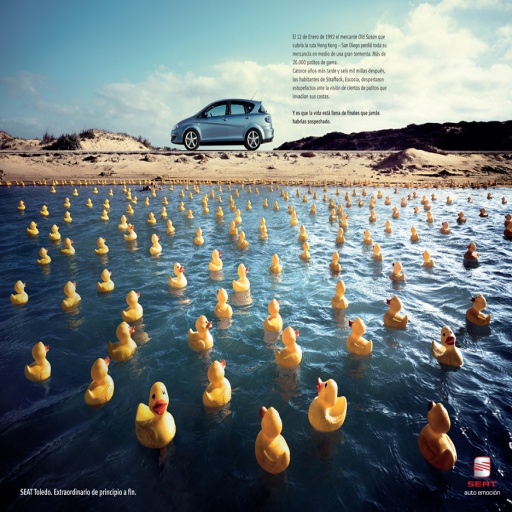 El 12 de Enero de 1992 el mercante Old Susan que
cubría la ruta Hong Kong – San Diego perdió toda su
mercancía en medio de una gran tormenta. Más de
30.000 patitos de goma.
Catorce años más tarde y seis mil millas después,
los habitantes de Sitaffock, Escocia, despertaron
estupefactos ante la visión de cientos de patitos que
invadían sus costas.
Y es que la vida está llena de finales que jamás
habrías sospechado.
SEAT Toledo. Extraordinario de principio a fin.
SEAT
auto emoción